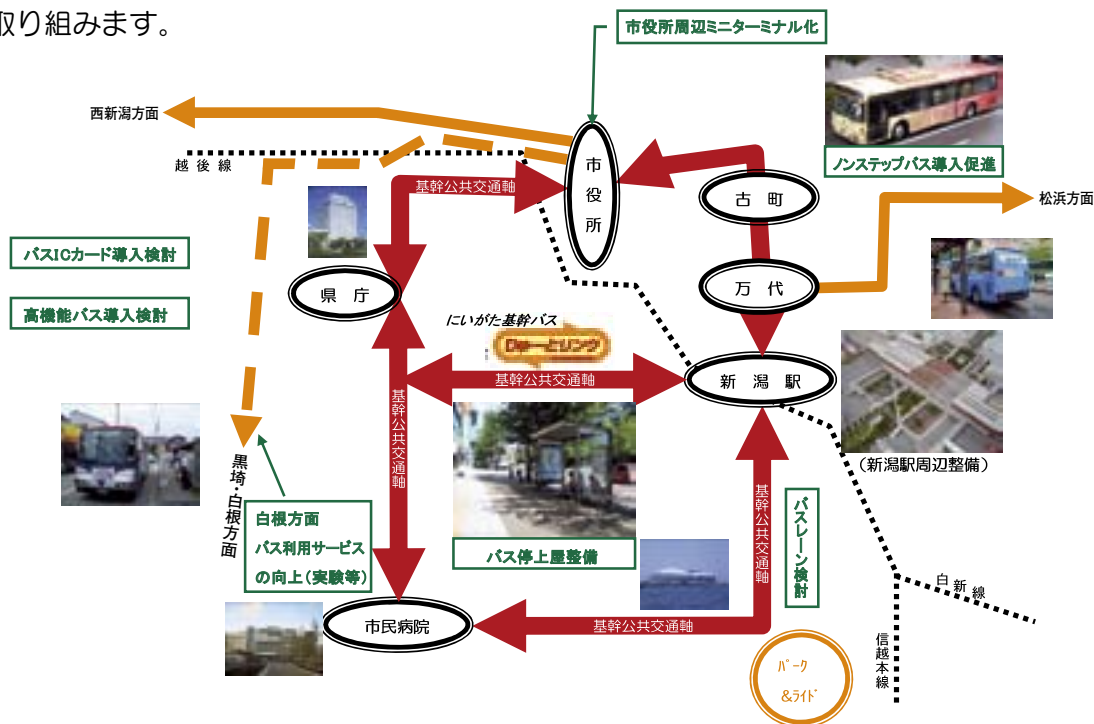 取り組みます。
市役所周辺ミニターミナル化
西新潟方面
越後線
市役所
基幹公共交通軸
古町
ノンステップバス導入促進
松浜方面
バスICカード導入検討
高機能バス導入検討
県庁
万代
にいがた基幹バス
りゅーとリンク
基幹公共交通軸
新潟駅
基幹公共交通軸
(新潟駅周辺整備)
黒埼・白根方面
白根方面
バス利用サービス
の向上(実験等)
バス停上屋整備
基幹公共交通軸
バスレーン検討
市民病院
基幹公共交通軸
白新線
信越本線
パーク
&ライド